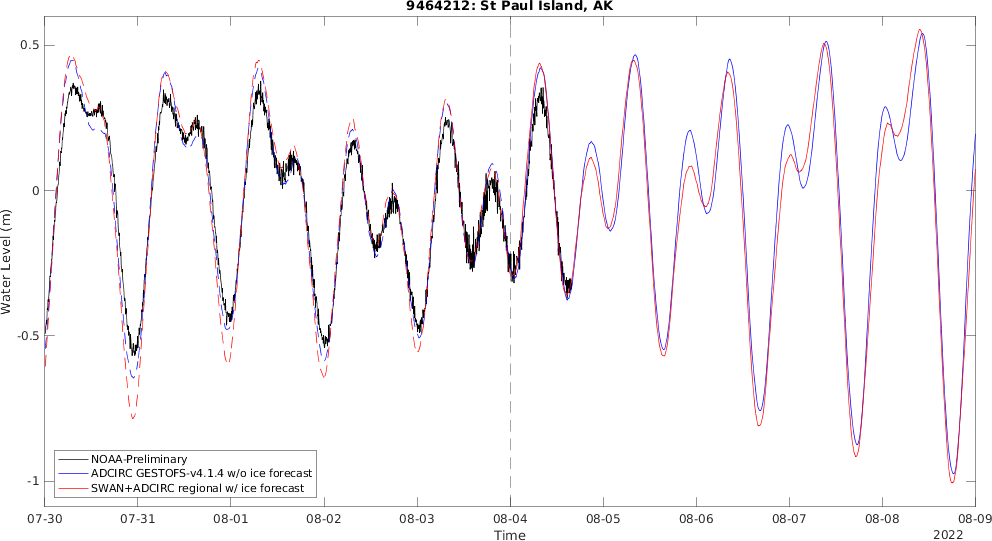 9464212: St Paul Island, AK
Water Level (m)
0.5
0
-0.5
-1
NOAA-Preliminary
ADCIRC GESTOFS-v4.1.4 w/o ice forecast
SWAN+ADCIRC regional w/ ice forecast
07-30 07-31 08-01 08-02 08-03 08-04 08-05 08-06 08-07 08-08 08-09
Time
2022